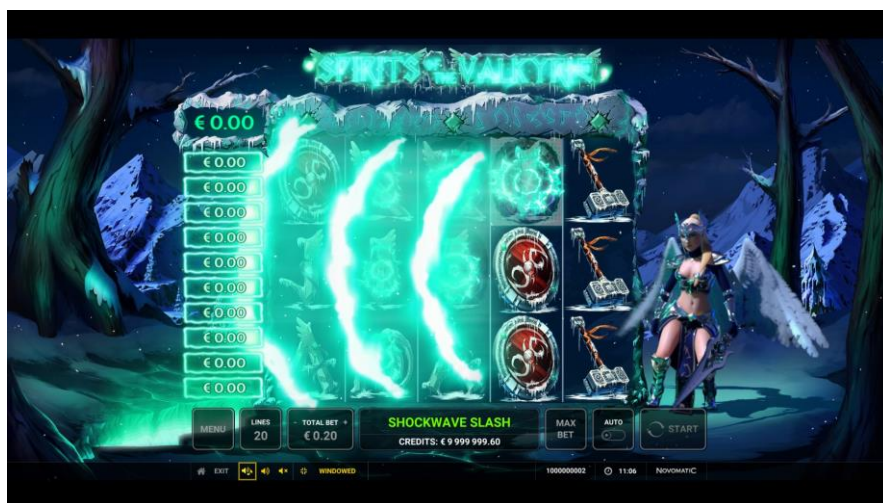 SPIRITS OF THE VALKYRIE
€ 0.00
€ 0.00
€ 0.00
€ 0.00
€ 0.00
€ 0.00
€ 0.00
€ 0.00
€ 0.00
€ 0.00
€ 0.00
MENU
LINES
20
- TOTAL BET +
€ 0.20
SHOCKWAVE SLASH
CREDITS: € 9 999 999.60
MAX
BET
AUTO
START
EXIT
WINDOWED
1000000002
11:06
NOVOMATIC